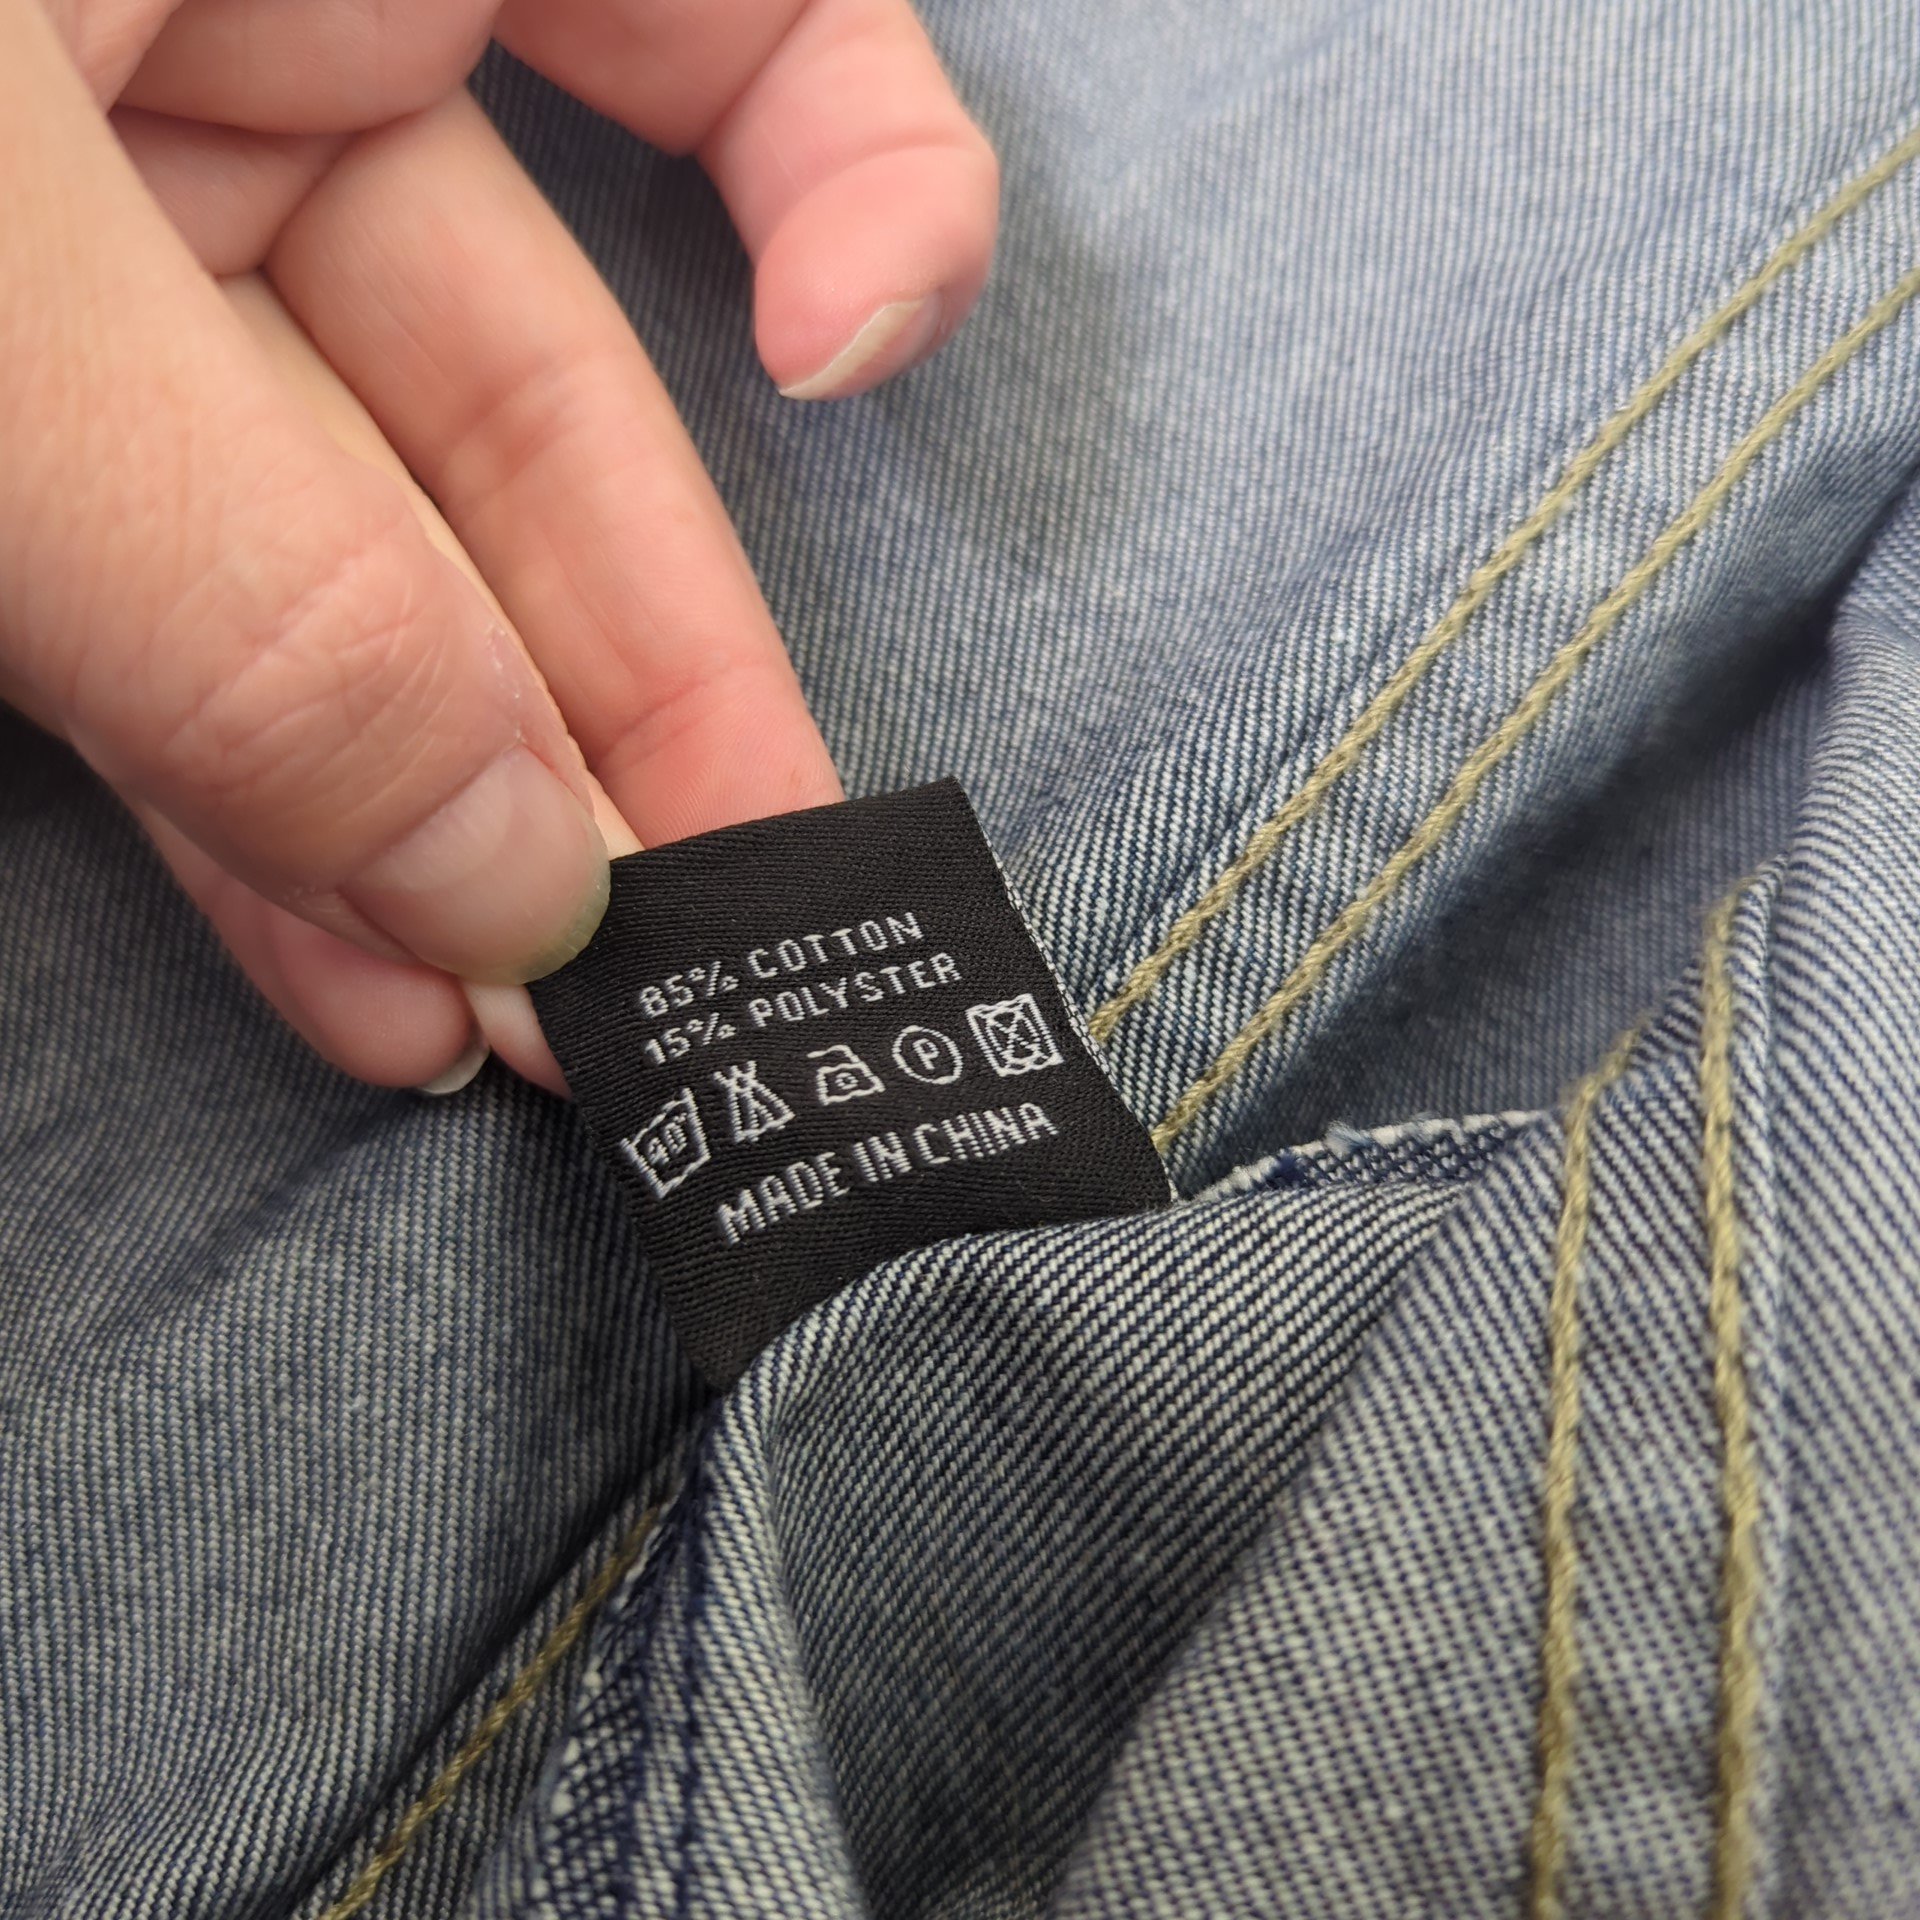 85% COTTON
15% POLYSTER
40°
P
MADE IN CHINA